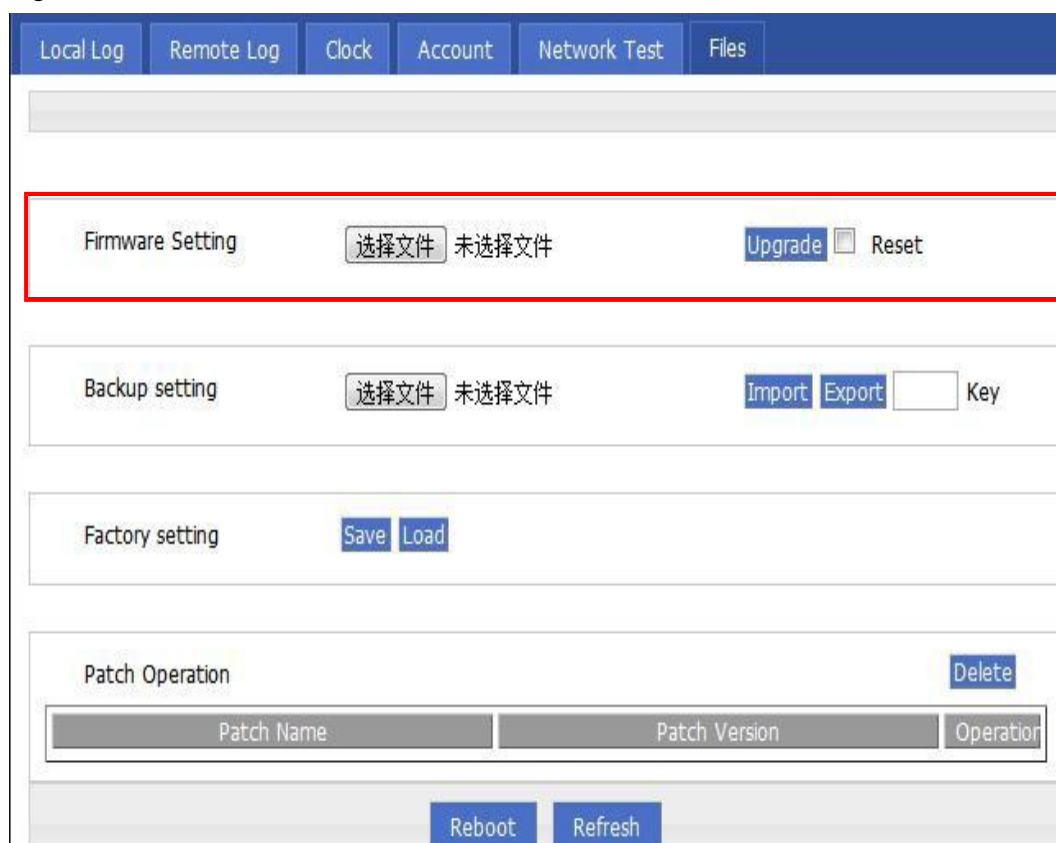 Local Log Remote Log Clock Account Network Test Files
Firmware Setting 选择文件 未选择文件 Upgrade Reset
Backup setting 选择文件 未选择文件 Import Export Key
Factory setting Save Load
Patch Operation Delete
Patch Name Patch Version Operation
Reboot Refresh